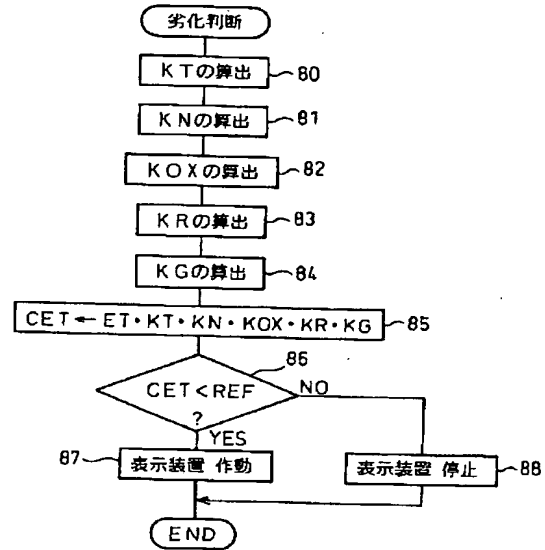 劣化判断
KTの算出 80
KNの算出 81
KOXの算出 82
KRの算出 83
KGの算出 84
CET←ET・KT・KN・KOX・KR・KG 85
86
CET<REF NO
?
YES
87 表示装置 作動
表示装置 停止 88
END